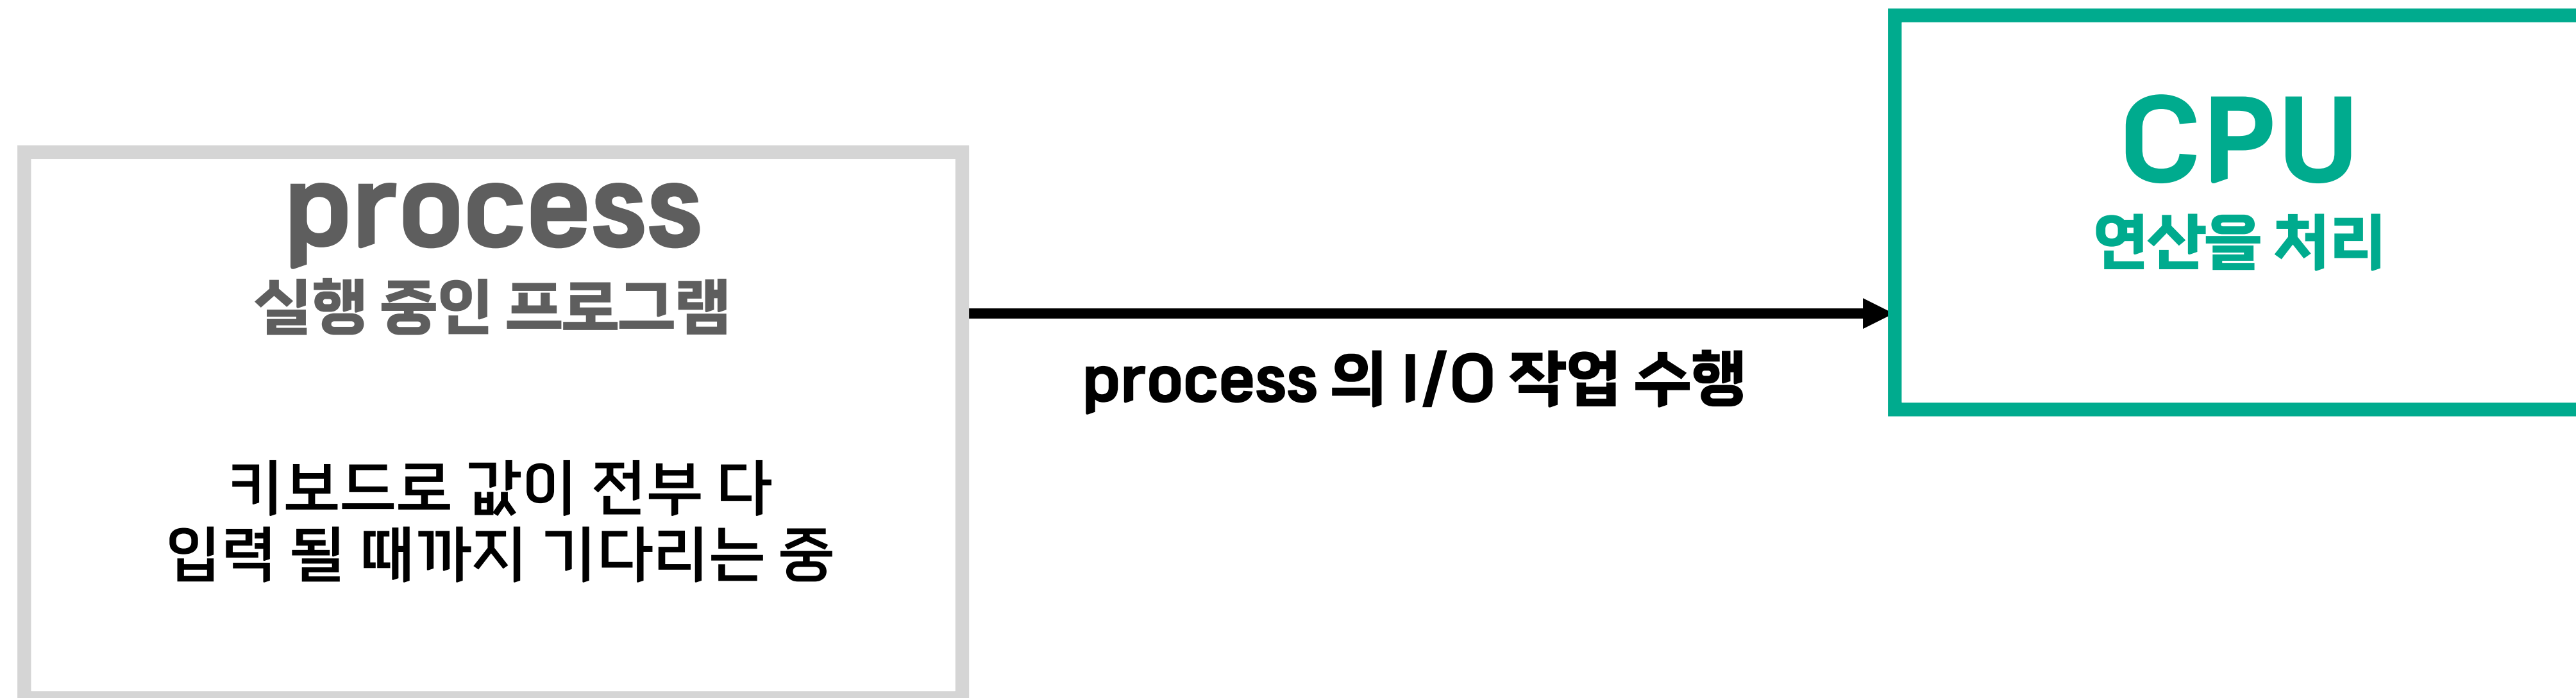 process
실행 중인 프로그램
키보드로 값이 전부 다
입력 될 때까지 기다리는 중
process 의 I/O 작업 수행
CPU
연산을 처리